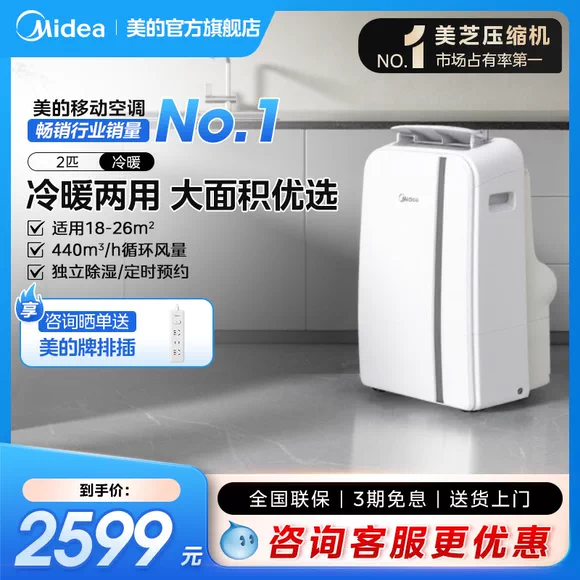 Midea 美的官方旗舰店
NO.1 美芝压缩机
市场占有率第一
美的移动空调
畅销行业销量
No.1
2匹 冷暖
冷暖两用 大面积优选
适用18-26m²
440m³/h循环风量
独立除湿/定时预约
享
咨询晒单送
美的牌排插
Midea
到手价:
2599元
全国联保 | 3期免息 | 送货上门
咨询客服更优惠